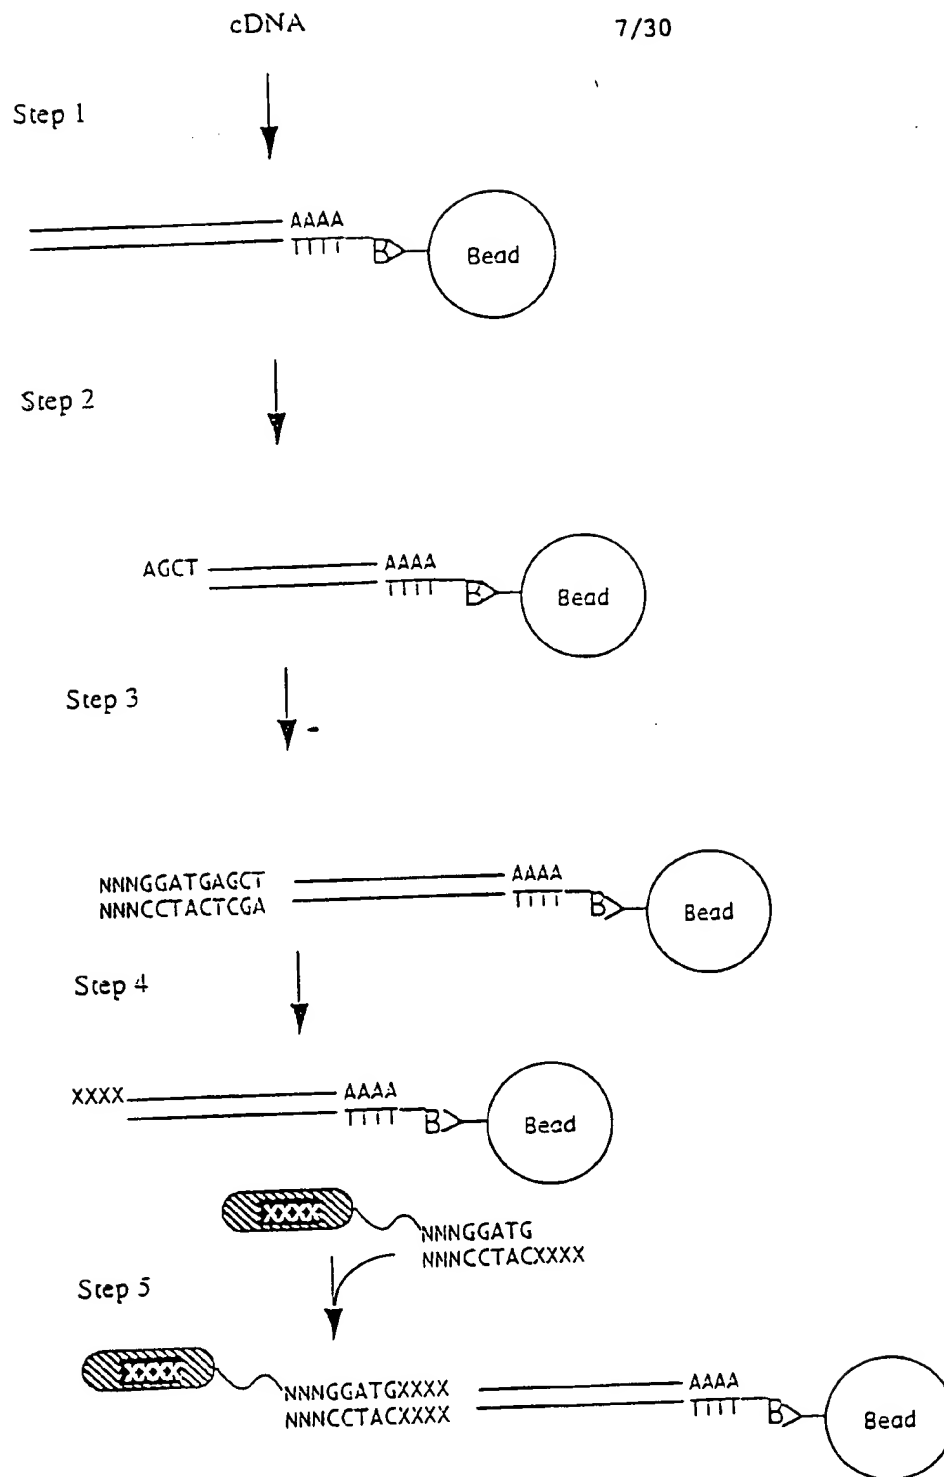 cDNA
7/30
Step 1
AAAA
TTTT
B
Bead
Step 2
AGCT
AAAA
TTTT
B
Bead
Step 3
NNNGGATGAGCT
NNNCCTACTCGA
AAAA
TTTT
B
Bead
Step 4
XXXX
AAAA
TTTT
B
Bead
XXXX
NNNGGATG
NNNCCTACXXXX
Step 5
XXXX
NNNGGATGXXXX
NNNCCTACXXXX
AAAA
TTTT
B
Bead